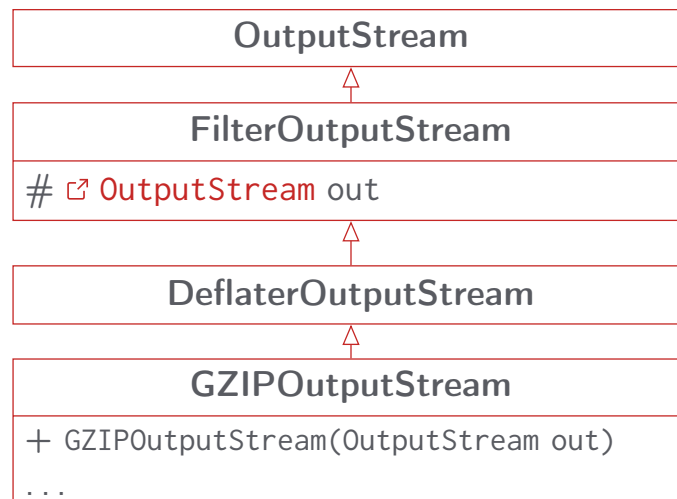 OutputStream
FilterOutputStream
# OutputStream out
DeflaterOutputStream
GZIPOutputStream
+ GZIPOutputStream(OutputStream out)
...